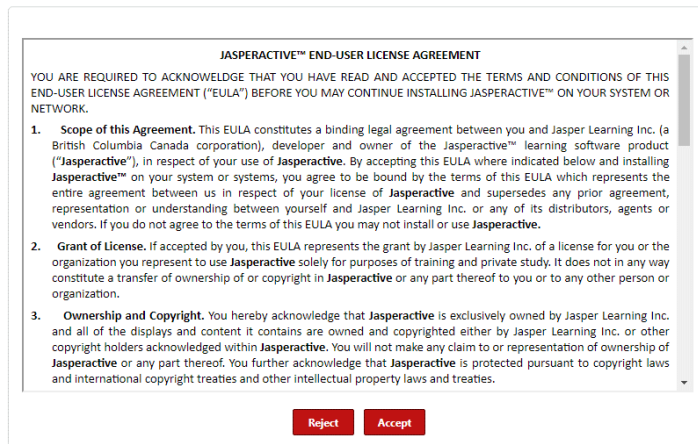 JASPERACTIVE™ END-USER LICENSE AGREEMENT
YOU ARE REQUIRED TO ACKNOWELDGE THAT YOU HAVE READ AND ACCEPTED THE TERMS AND CONDITIONS OF THIS
END-USER LICENSE AGREEMENT (“EULA”) BEFORE YOU MAY CONTINUE INSTALLING JASPERACTIVE™ ON YOUR SYSTEM OR
NETWORK.
1. Scope of this Agreement. This EULA constitutes a binding legal agreement between you and Jasper Learning Inc. (a
British Columbia Canada corporation), developer and owner of the Jasperactive™ learning software product
(“Jasperactive”), in respect of your use of Jasperactive. By accepting this EULA where indicated below and installing
Jasperactive™ on your system or systems, you agree to be bound by the terms of this EULA which represents the
entire agreement between us in respect of your license of Jasperactive and supersedes any prior agreement,
representation or understanding between yourself and Jasper Learning Inc. or any of its distributors, agents or
vendors. If you do not agree to the terms of this EULA you may not install or use Jasperactive.
2. Grant of License. If accepted by you, this EULA represents the grant by Jasper Learning Inc. of a license for you or the
organization you represent to use Jasperactive solely for purposes of training and private study. It does not in any way
constitute a transfer of ownership of or copyright in Jasperactive or any part thereof to you or to any other person or
organization.
3. Ownership and Copyright. You hereby acknowledge that Jasperactive is exclusively owned by Jasper Learning Inc.
and all of the displays and content it contains are owned and copyrighted either by Jasper Learning Inc. or other
copyright holders acknowledged within Jasperactive. You will not make any claim to or representation of ownership of
Jasperactive or any part thereof. You further acknowledge that Jasperactive is protected pursuant to copyright laws
and international copyright treaties and other intellectual property laws and treaties.
Reject Accept